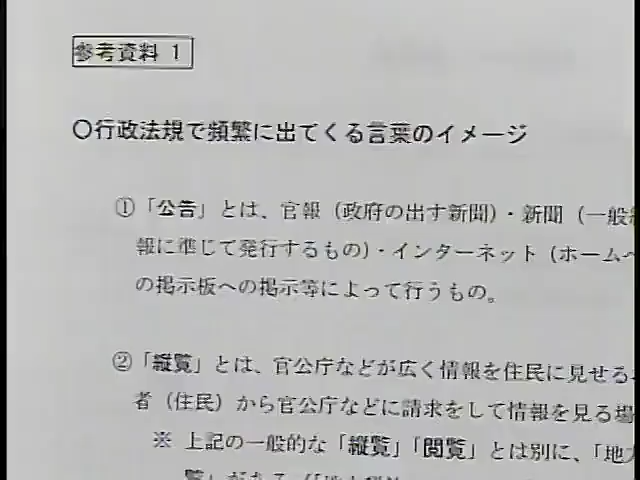 参考資料 1
〇行政法規で頻繁に出てくる言葉のイメージ
①「公告」とは、官報（政府の出す新聞）・新聞（一般
報に準じて発行するもの）・インターネット（ホーム
の掲示板への掲示等によって行うもの。
②「縦覧」とは、官公庁などが広く情報を住民に見せる
者（住民）から官公庁などに請求をして情報を見る場
※ 上記の一般的な「縦覧」「閲覧」とは別に、「地
覧」がある